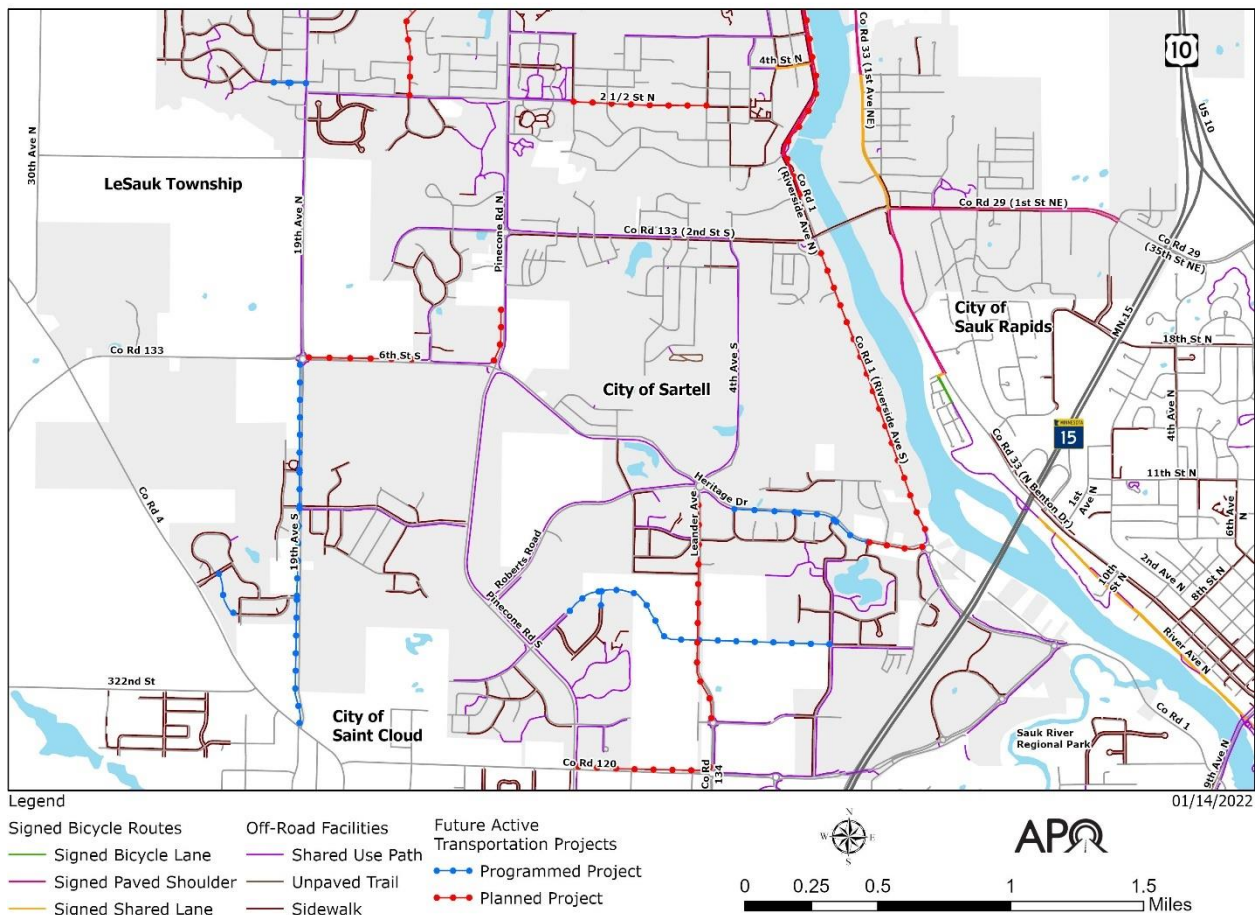 Co Rd 33 (1st Ave NE)
10
US 10
4th St N
2 1/2 St N
30th Ave N
LeSauk Township
19th Ave N
Pinecone Rd N
Co Rd 1
(Riverside Ave N)
Co Rd 133 (2nd St S)
Co Rd 29 (1st St NE)
Co Rd 29
(35th St NE)
City of
Sauk Rapids
MN-15
18th St N
Co Rd 133
6th St S
City of Sartell
4th Ave S
Co Rd 1 (Riverside Ave S)
4th Ave N
MINNESOTA
15
11th St N
Co Rd 4
19th Ave S
Heritage Dr
Leander Ave
Co Rd 33 (N Benton Dr)
1st
Ave N
6th Ave
N
Roberts Road
Pinecone Rd S
10th
St N
2nd Ave N
8th St N
River Ave N
322nd St
City of
Saint Cloud
Co Rd 120
Co Rd
134
Sauk River
Regional Park
Co Rd 1
9th Ave N
01/14/2022
Legend
Signed Bicycle Routes
Signed Bicycle Lane
Signed Paved Shoulder
Signed Shared Lane
Off-Road Facilities
Shared Use Path
Unpaved Trail
Sidewalk
Future Active
Transportation Projects
Programmed Project
Planned Project
N
W E
S
APO
0 0.25 0.5 1 1.5
Miles